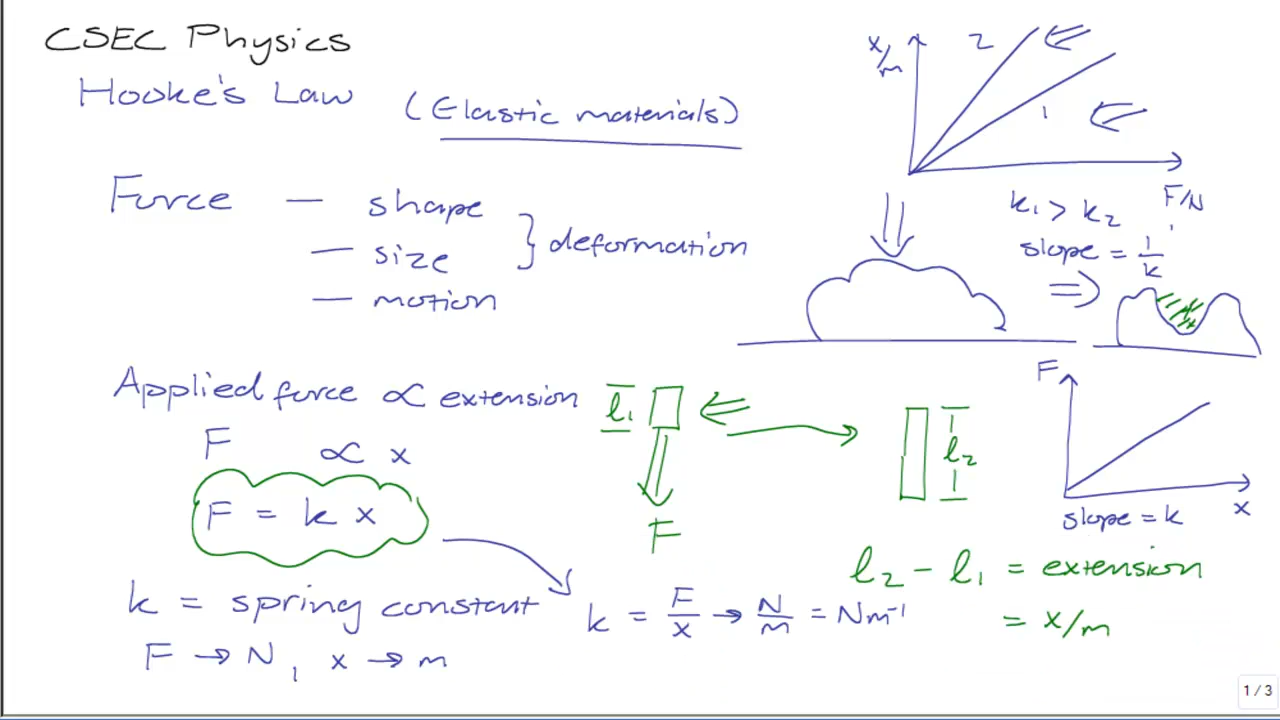 CSEC Physics
Hooke's Law (Elastic materials)
Force — shape
— size
— motion
} deformation
Applied force ∝ extension
F ∝ x
F = k x
k = spring constant
F → N, x → m
k = F/x → N/m = Nm⁻¹
l₁
F
l₂
l₂ - l₁ = extension
= x/m
x/m
2
1
F/N
k₁ > k₂
slope = 1/k
F
x
slope = k
1 / 3